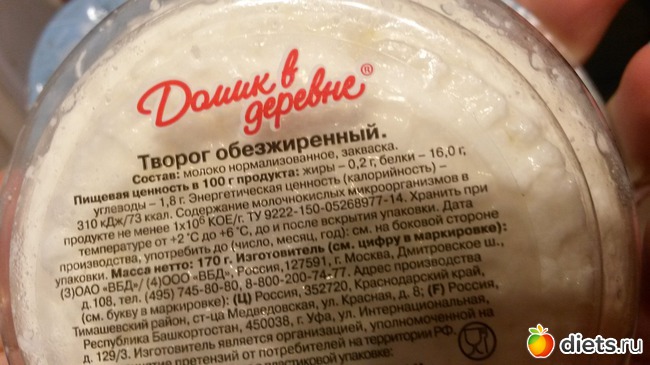 Домик в
деревне®
Творог обезжиренный.
Состав: молоко нормализованное, закваска.
Пищевая ценность в 100 г продукта: жиры – 0,2 г, белки – 16,0 г,
углеводы – 1,8 г. Энергетическая ценность (калорийность) –
310 кДж/73 ккал. Содержание молочнокислых микроорганизмов в
продукте не менее 1x10⁶ КОЕ/г. ТУ 9222-150-05268977-14. Хранить при
температуре от +2°С до +6°С, до и после вскрытия упаковки. Дата
производства, употребить до (число, месяц, год): см. на боковой стороне
упаковки. Масса нетто: 170 г. Изготовитель (см. цифру в маркировке):
(3)ОАО «ВБД»/(4)ООО «ВБД», Россия,127591, г. Москва, Дмитровское ш.,
д.108, тел. (495) 745-80-80, 8-800-200-74-77. Адрес производства
(см. букву в маркировке): (Ц) Россия, 352720, Краснодарский край,
Тимашевский район, ст-ца Медведовская, ул. Красная, д. 8; (F) Россия,
Республика Башкортостан, 450038, г. Уфа, ул. Интернациональная,
д. 129/3. Изготовитель является организацией, уполномоченной на
претензий от потребителей на территории РФ.
пластиковой упаковке:
diets.ru